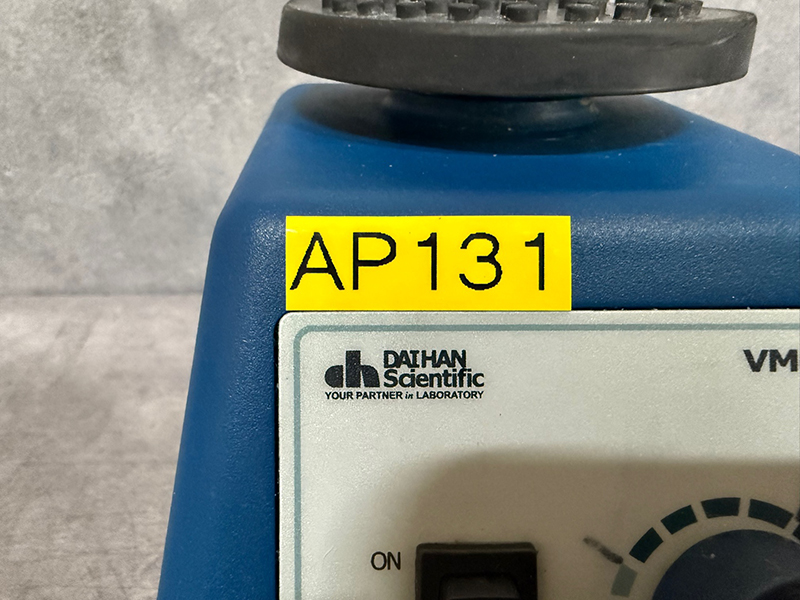 AP131
DAIHAN
Scientific
YOUR PARTNER in LABORATORY
VM
ON